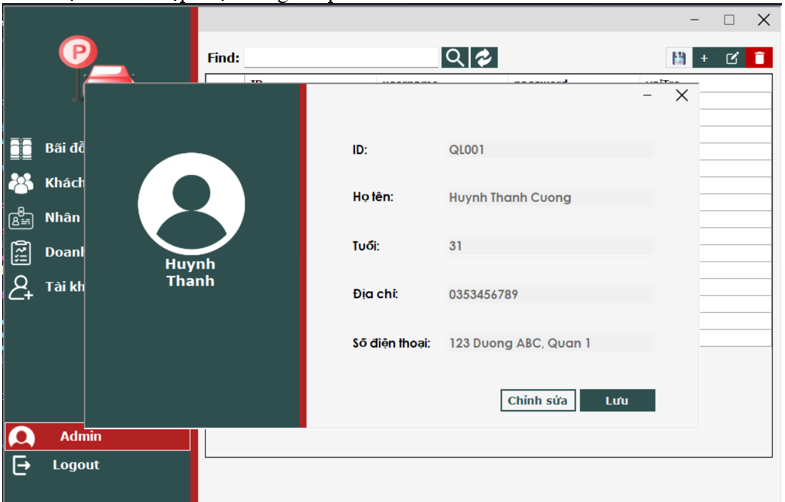 P
Find:
+
Bãi đỗ
Khách
Nhân
Doanh
Tài kh
Admin
Logout
Huynh
Thanh
ID: QL001
Họ tên: Huynh Thanh Cuong
Tuổi: 31
Địa chỉ: 0353456789
Số điện thoại: 123 Duong ABC, Quan 1
Chỉnh sửa Lưu